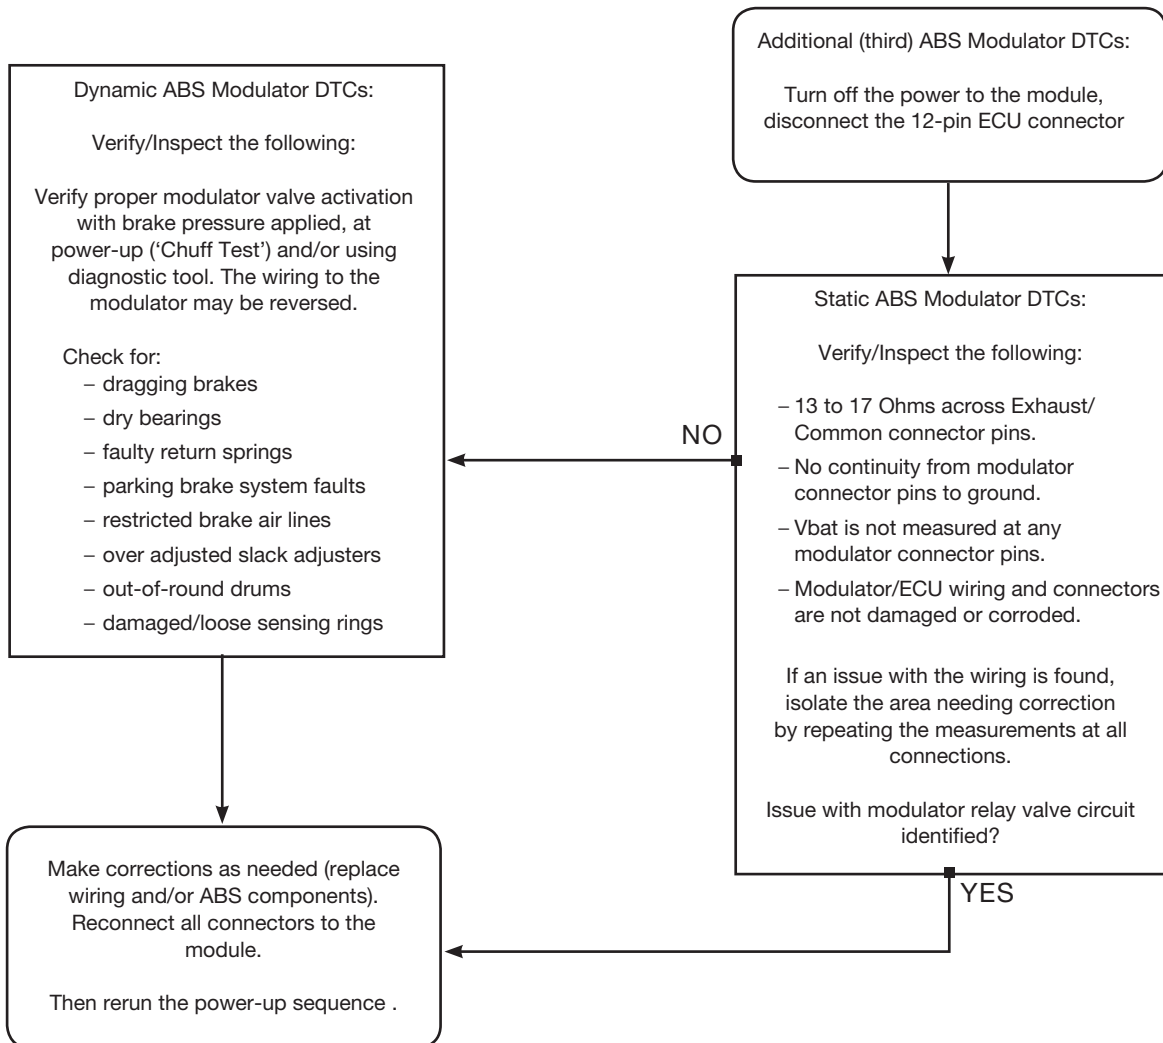 Additional (third) ABS Modulator DTCs:
Turn off the power to the module,
disconnect the 12-pin ECU connector
Static ABS Modulator DTCs:
Verify/Inspect the following:
– 13 to 17 Ohms across Exhaust/
Common connector pins.
– No continuity from modulator
connector pins to ground.
– Vbat is not measured at any
modulator connector pins.
– Modulator/ECU wiring and connectors
are not damaged or corroded.
If an issue with the wiring is found,
isolate the area needing correction
by repeating the measurements at all
connections.
Issue with modulator relay valve circuit
identified?
NO
YES
Dynamic ABS Modulator DTCs:
Verify/Inspect the following:
Verify proper modulator valve activation
with brake pressure applied, at
power-up (‘Chuff Test’) and/or using
diagnostic tool. The wiring to the
modulator may be reversed.
Check for:
– dragging brakes
– dry bearings
– faulty return springs
– parking brake system faults
– restricted brake air lines
– over adjusted slack adjusters
– out-of-round drums
– damaged/loose sensing rings
Make corrections as needed (replace
wiring and/or ABS components).
Reconnect all connectors to the
module.
Then rerun the power-up sequence .